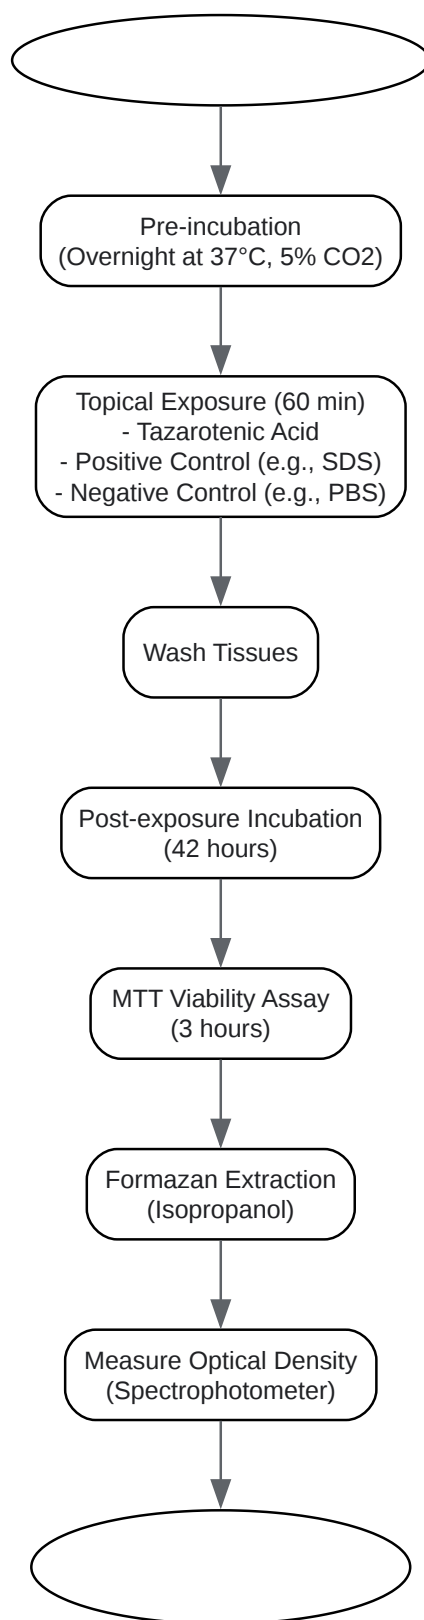 Pre-incubation
(Overnight at 37°C, 5% CO2)
Topical Exposure (60 min)
- Tazarotenic Acid
- Positive Control (e.g., SDS)
- Negative Control (e.g., PBS)
Wash Tissues
Post-exposure Incubation
(42 hours)
MTT Viability Assay
(3 hours)
Formazan Extraction
(Isopropanol)
Measure Optical Density
(Spectrophotometer)